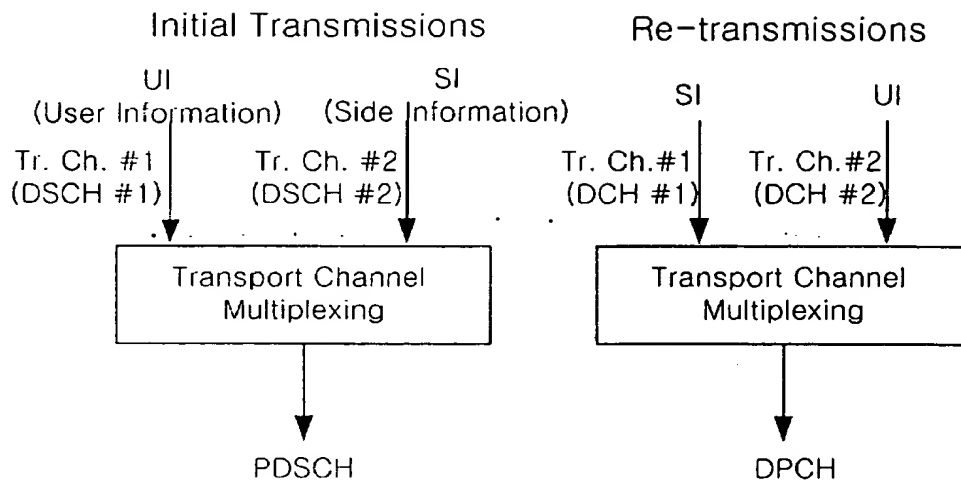 Initial Transmissions
Re-transmissions
UI
(User Information)
SI
(Side Information)
SI
UI
Tr. Ch. #1
(DSCH #1)
Tr. Ch. #2
(DSCH #2)
Tr. Ch.#1
(DCH #1)
Tr. Ch.#2
(DCH #2)
Transport Channel
Multiplexing
Transport Channel
Multiplexing
PDSCH
DPCH